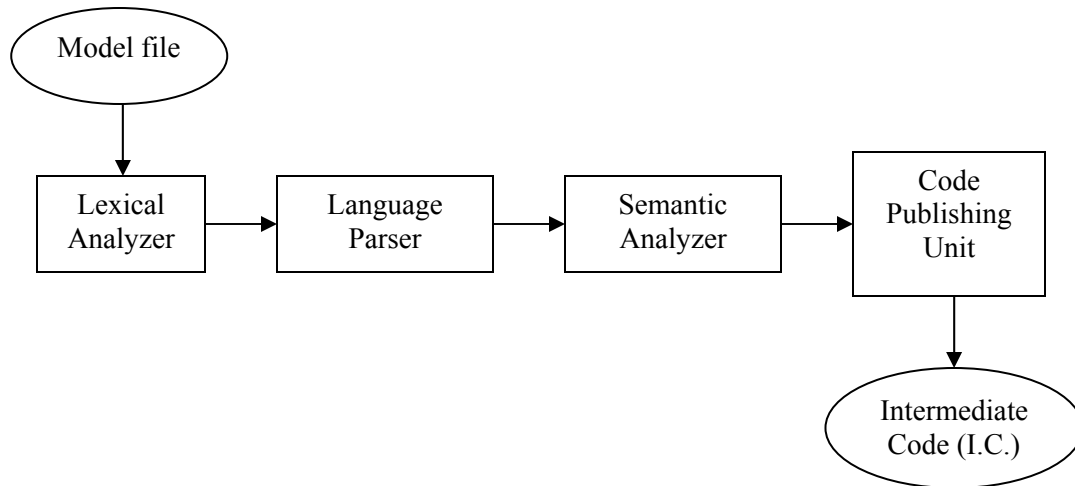 Model file
Lexical
Analyzer
Language
Parser
Semantic
Analyzer
Code
Publishing
Unit
Intermediate
Code (I.C.)